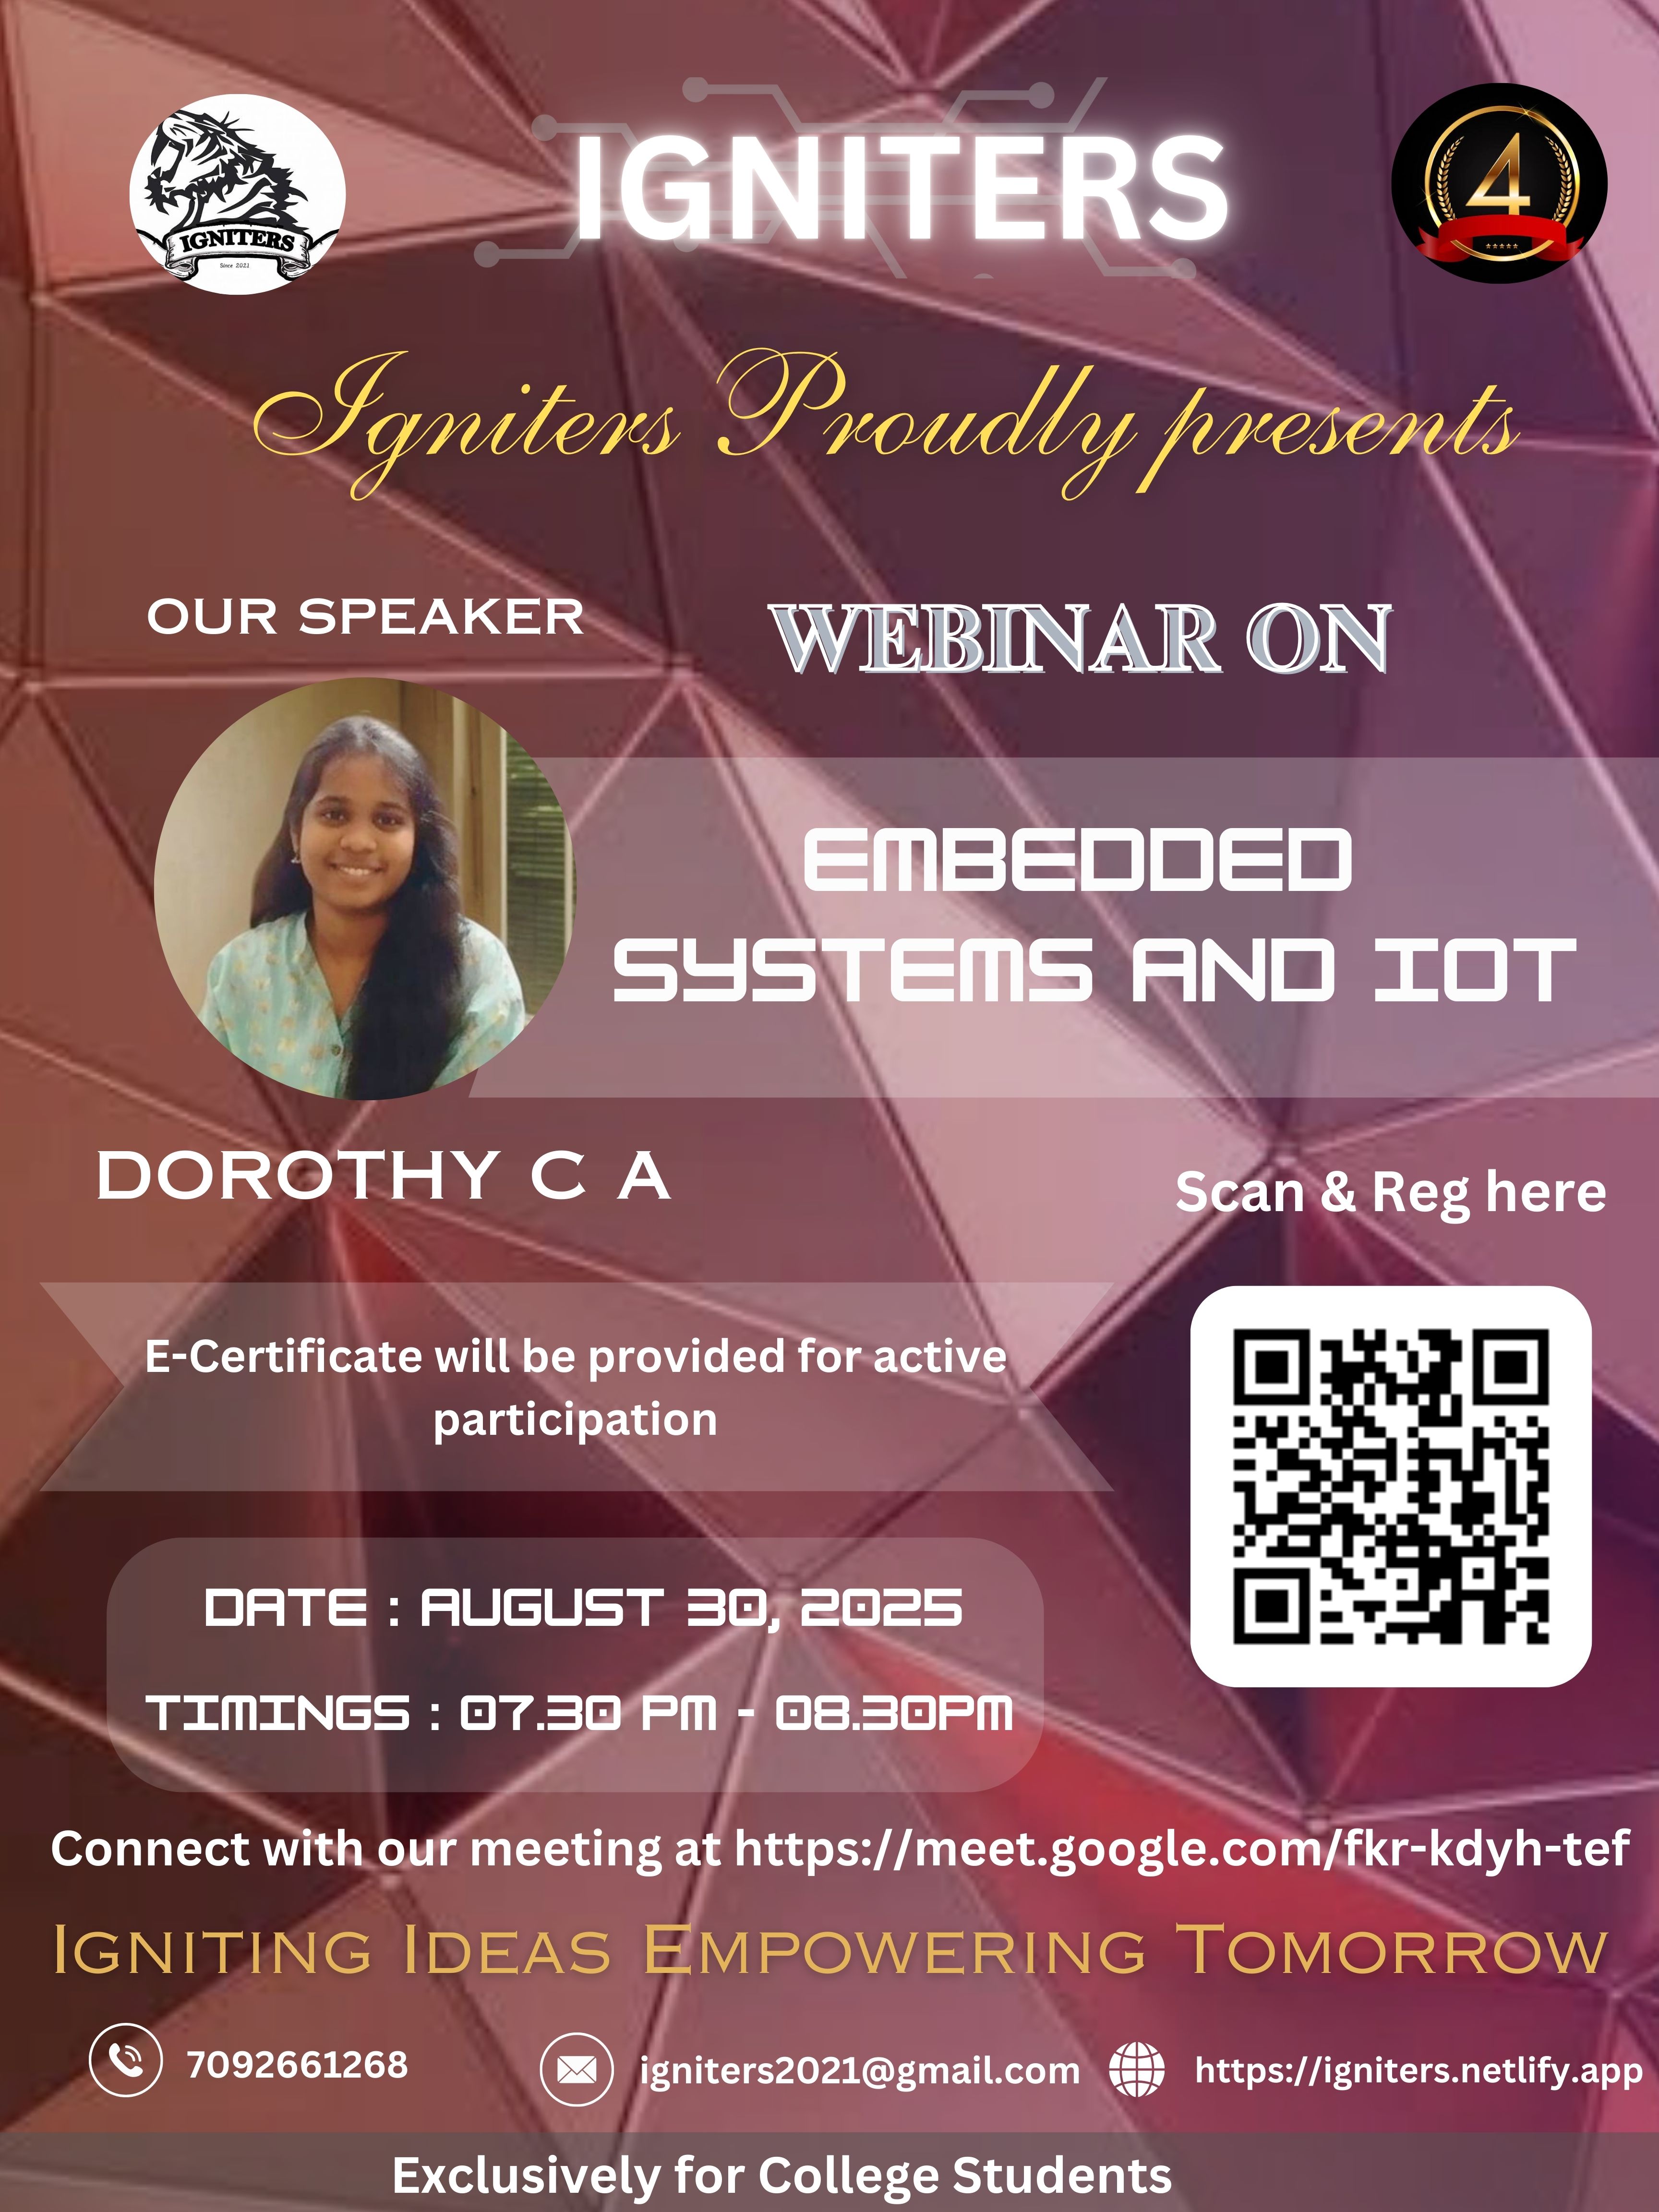 IGNITERS
IGNITERS
Since 2021
4
Igniters Proudly presents
OUR SPEAKER
WEBINAR ON
EMBEDDED
SYSTEMS AND IOT
DOROTHY C A
Scan & Reg here
E-Certificate will be provided for active
participation
DATE : AUGUST 30, 2025
TIMINGS : 07.30 PM - 08.30PM
Connect with our meeting at https://meet.google.com/fkr-kdyh-tef
IGNITING IDEAS EMPOWERING TOMORROW
7092661268
igniters2021@gmail.com
https://igniters.netlify.app
Exclusively for College Students